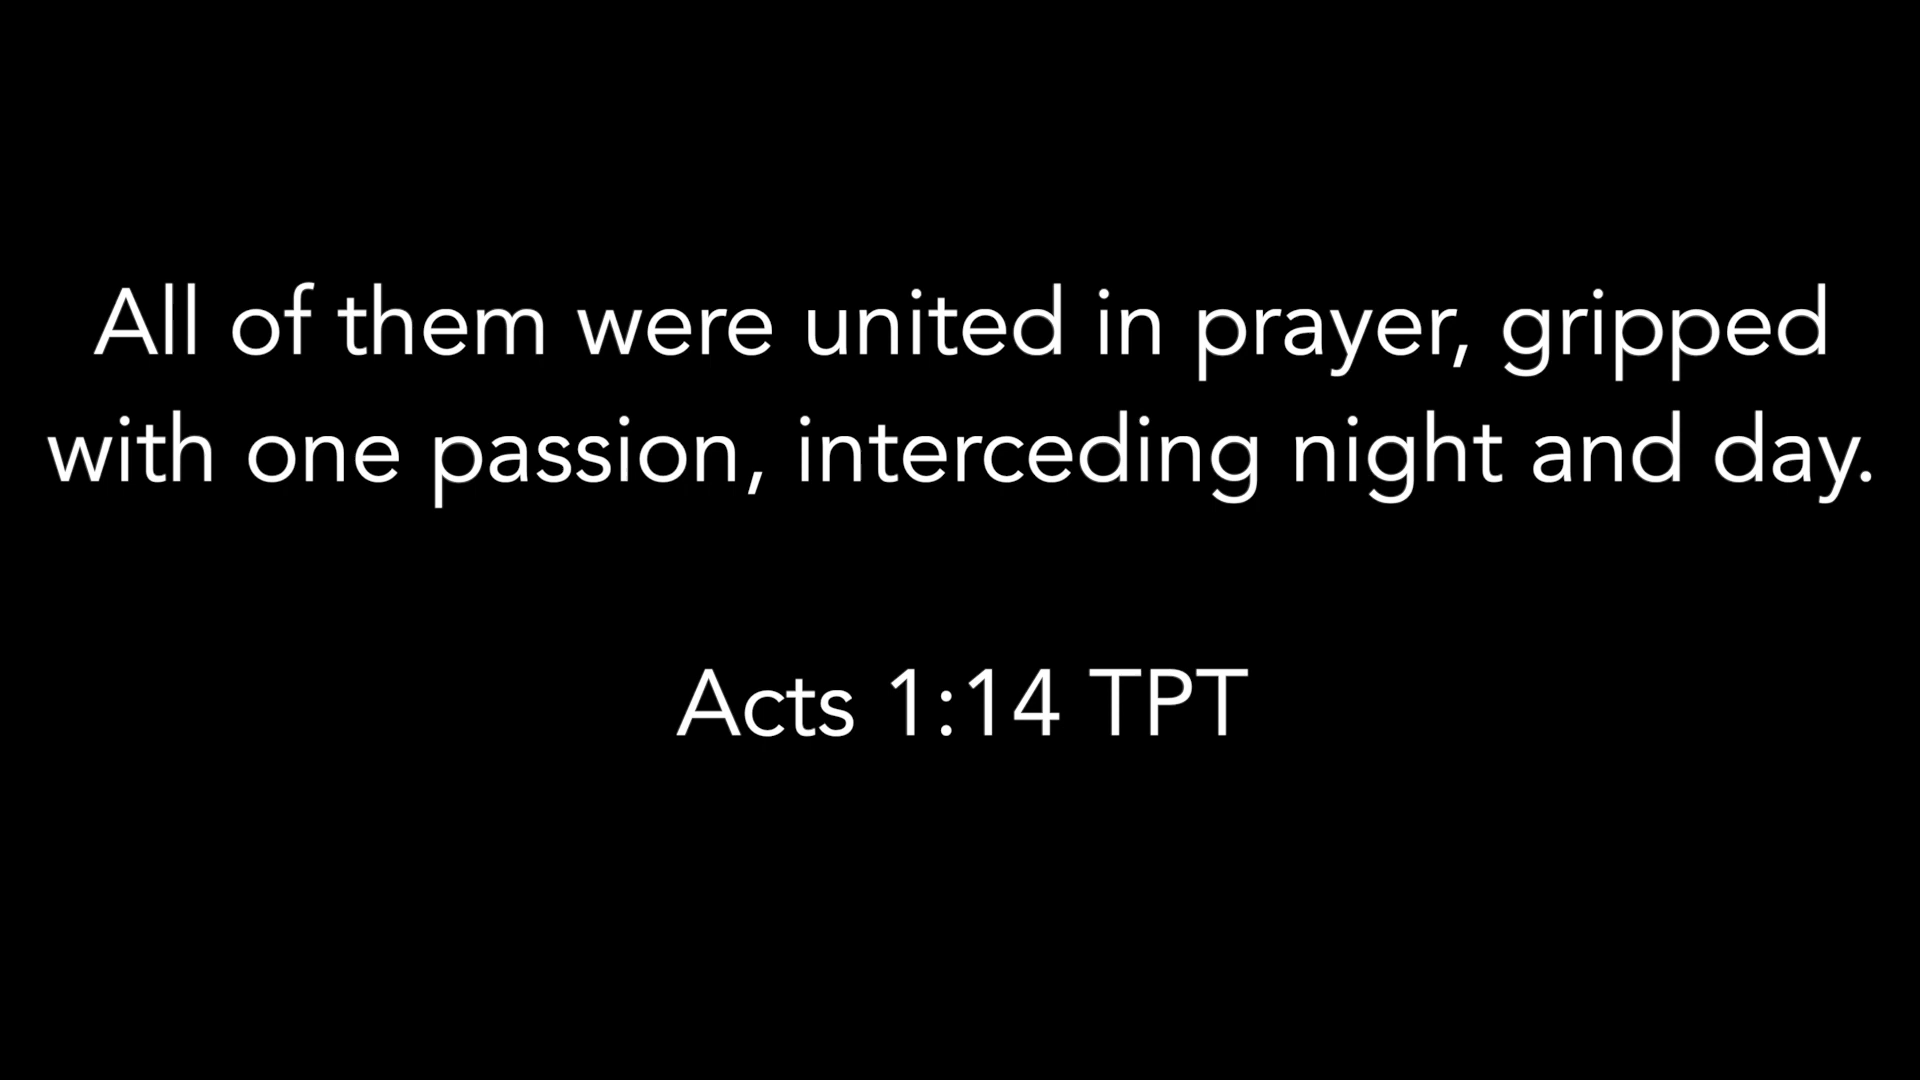 All of them were united in prayer, gripped
with one passion, interceding night and day.
Acts 1:14 TPT